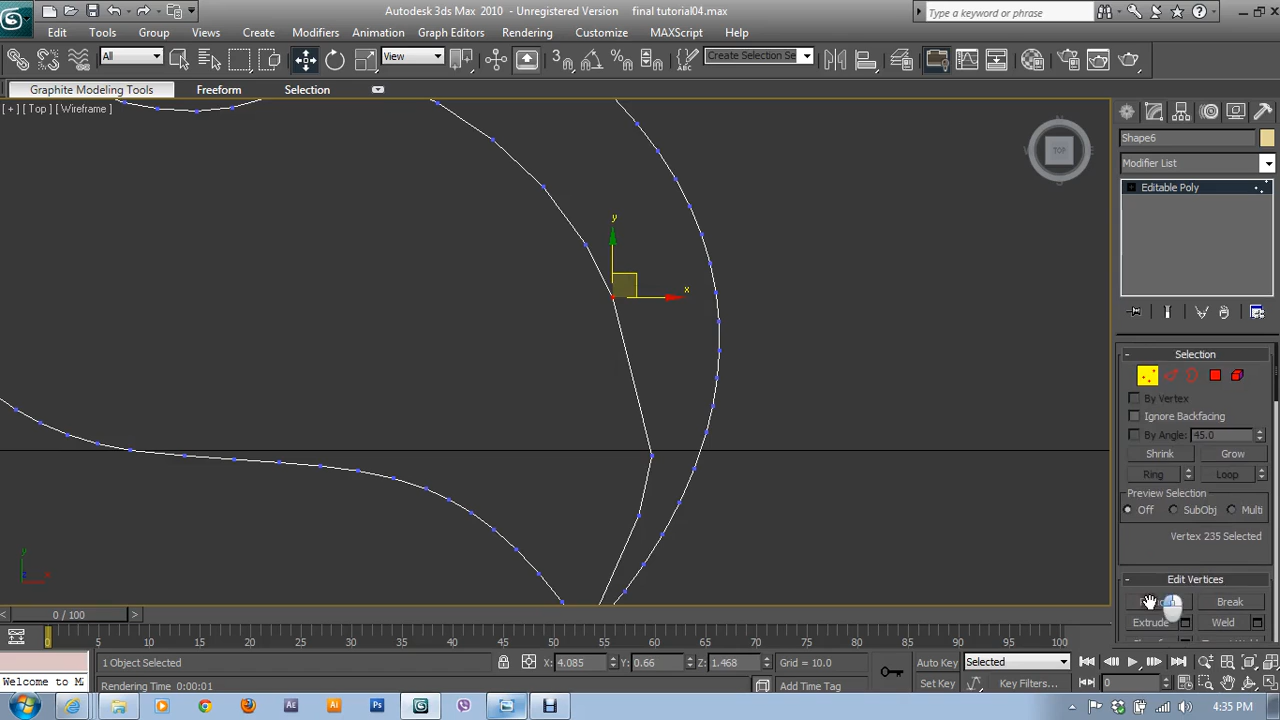 Autodesk 3ds Max 2010 - Unregistered Version final tutorial04.max
Type a keyword or phrase
Edit Tools Group Views Create Modifiers Animation Graph Editors Rendering Customize MAXScript Help
All View Create Selection Se
Graphite Modeling Tools Freeform Selection
[ + ] [ Top ] [ Wireframe ]
TOP
y
x
y
Shape6
Modifier List
Editable Poly
Selection
By Vertex
Ignore Backfacing
By Angle: 45.0
Shrink Grow
Ring Loop
Preview Selection
Off SubObj Multi
Vertex 235 Selected
Edit Vertices
Break
Extrude Weld
0 / 100
0 5 10 15 20 25 30 35 40 45 50 55 60 65 70 75 80 85 90 95 100
1 Object Selected X: 4.085 Y: 0.66 Z: 1.468 Grid = 10.0 Auto Key Selected
Welcome to M Rendering Time 0:00:01 Add Time Tag Set Key Key Filters... 0
4:35 PM